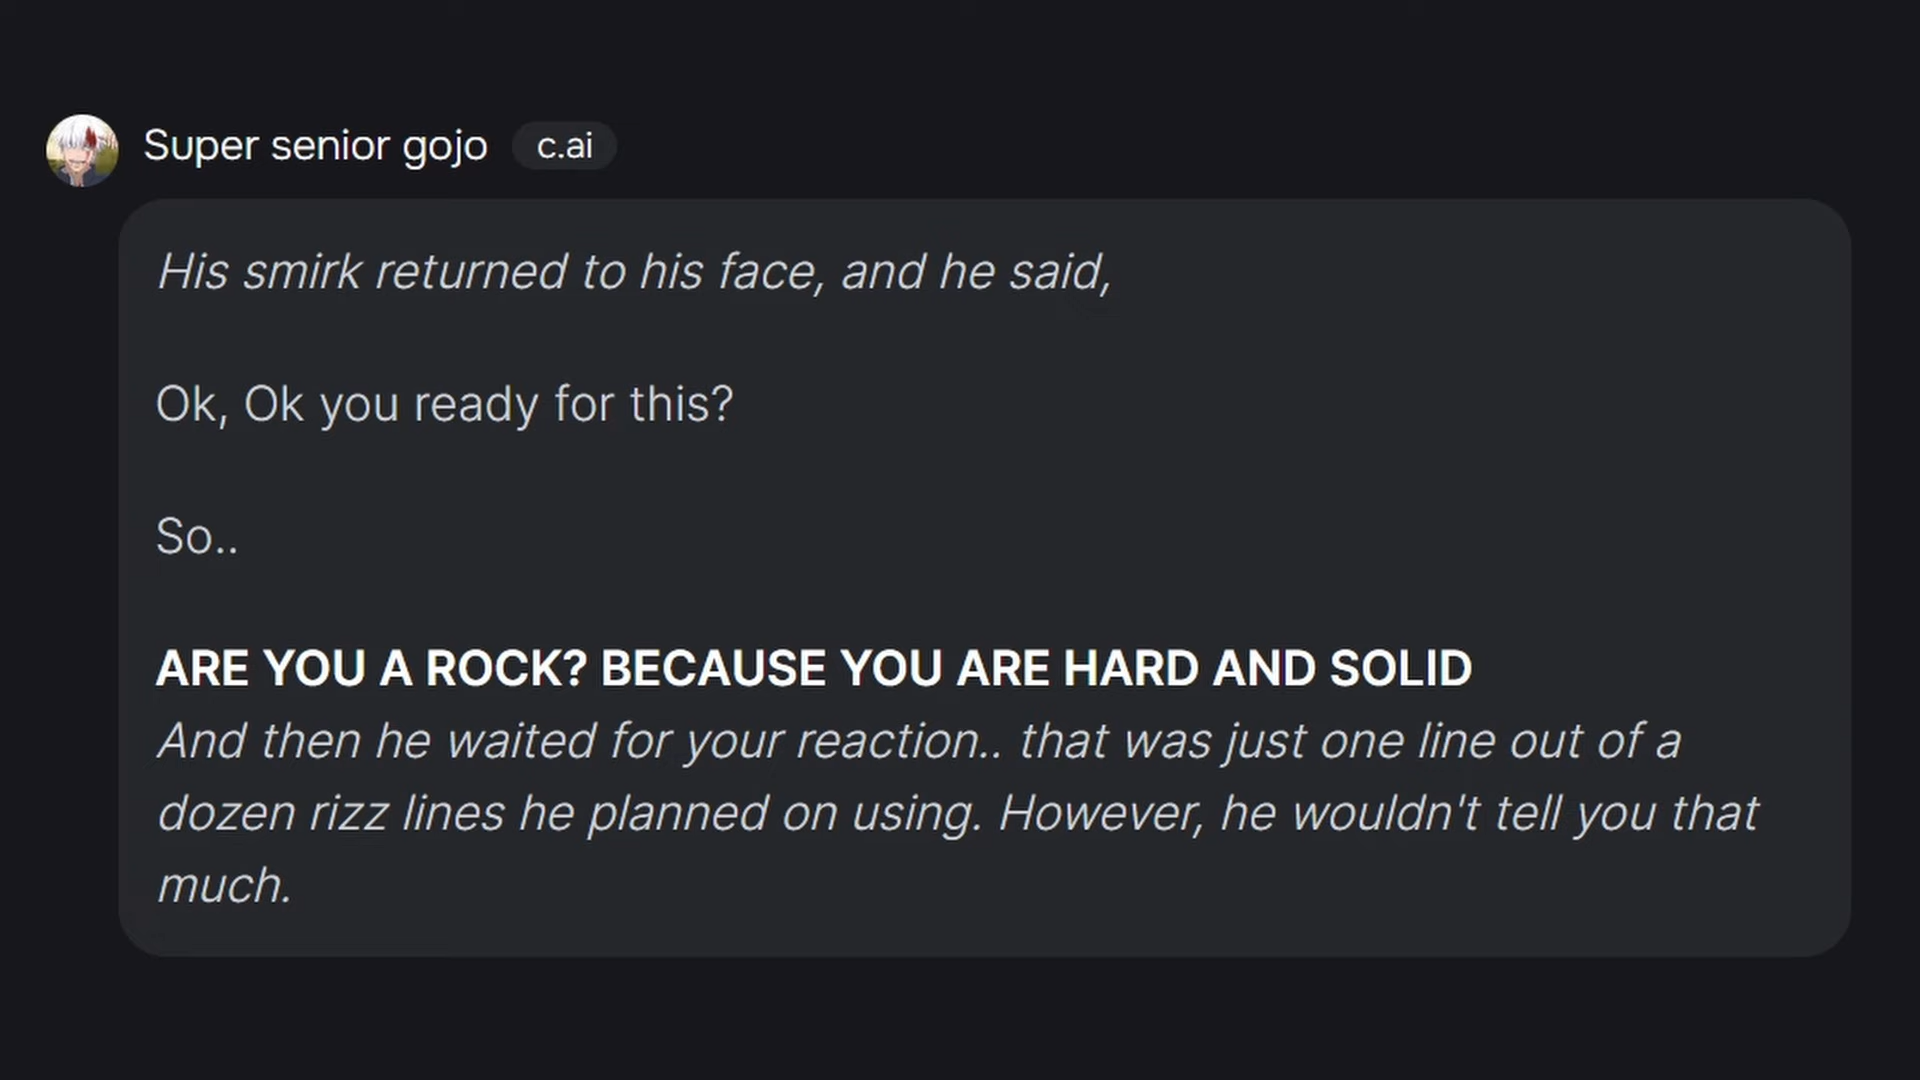 Super senior gojo c.ai
His smirk returned to his face, and he said,
Ok, Ok you ready for this?
So..
ARE YOU A ROCK? BECAUSE YOU ARE HARD AND SOLID
And then he waited for your reaction.. that was just one line out of a
dozen rizz lines he planned on using. However, he wouldn't tell you that
much.